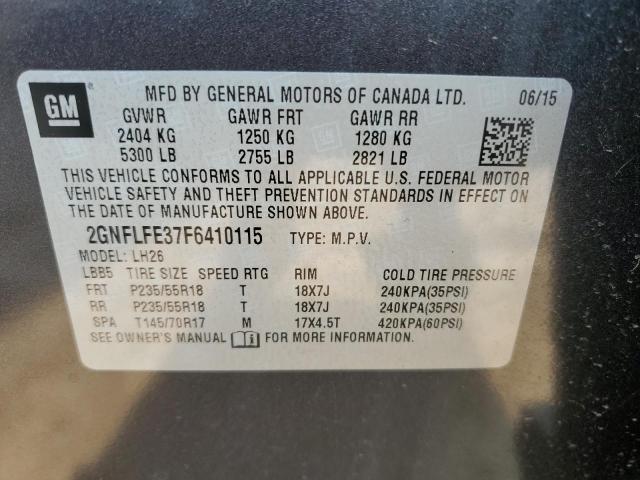 GM
MFD BY GENERAL MOTORS OF CANADA LTD. 06/15
GVWR GAWR FRT GAWR RR
2404 KG 1250 KG 1280 KG
5300 LB 2755 LB 2821 LB
THIS VEHICLE CONFORMS TO ALL APPLICABLE U.S. FEDERAL MOTOR
VEHICLE SAFETY AND THEFT PREVENTION STANDARDS IN EFFECT ON
THE DATE OF MANUFACTURE SHOWN ABOVE.
2GNFLFE37F6410115 TYPE: M.P.V.
MODEL: LH26
LBB5 TIRE SIZE SPEED RTG RIM COLD TIRE PRESSURE
FRT P235/55R18 T 18X7J 240KPA(35PSI)
RR P235/55R18 T 18X7J 240KPA(35PSI)
SPA T145/70R17 M 17X4.5T 420KPA(60PSI)
SEE OWNER'S MANUAL FOR MORE INFORMATION.